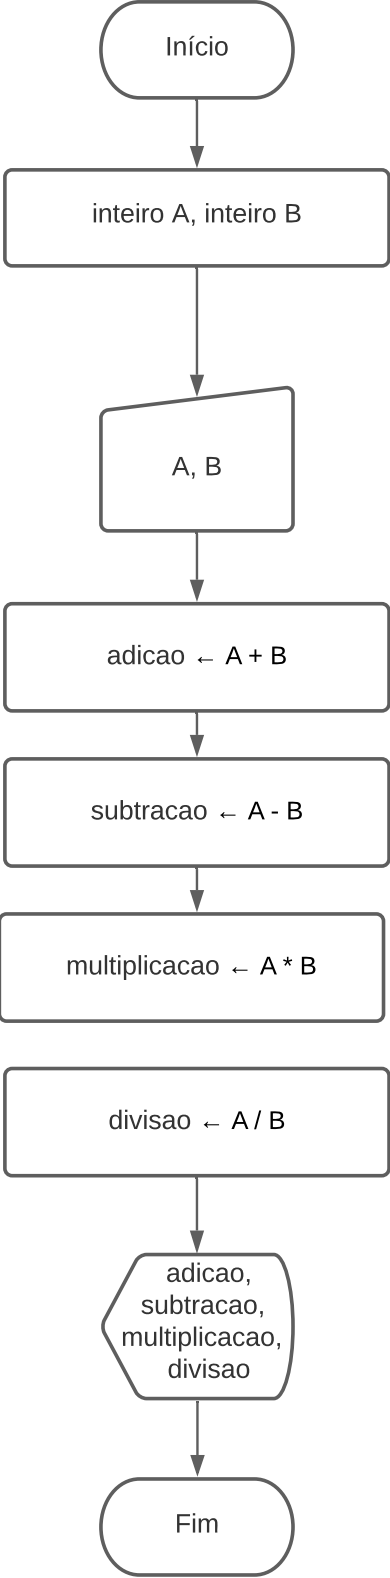 Início
inteiro A, inteiro B
A, B
adicao ← A + B
subtracao ← A - B
multiplicacao ← A * B
divisao ← A / B
adicao,
subtracao,
multiplicacao,
divisao
Fim